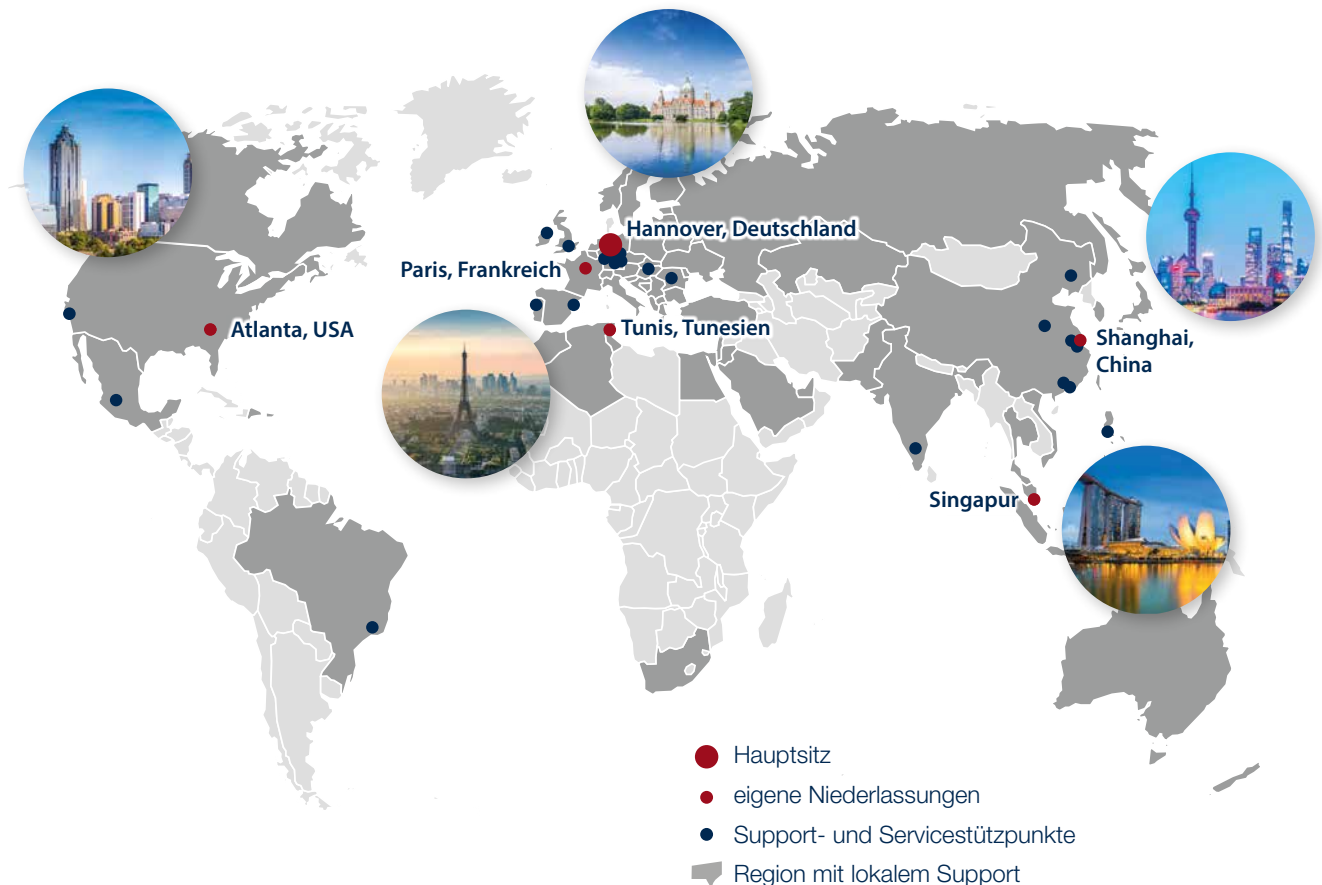 Hannover, Deutschland
Paris, Frankreich
Atlanta, USA
Tunis, Tunesien
Shanghai,
China
Singapur
Hauptsitz
eigene Niederlassungen
Support- und Servicestützpunkte
Region mit lokalem Support